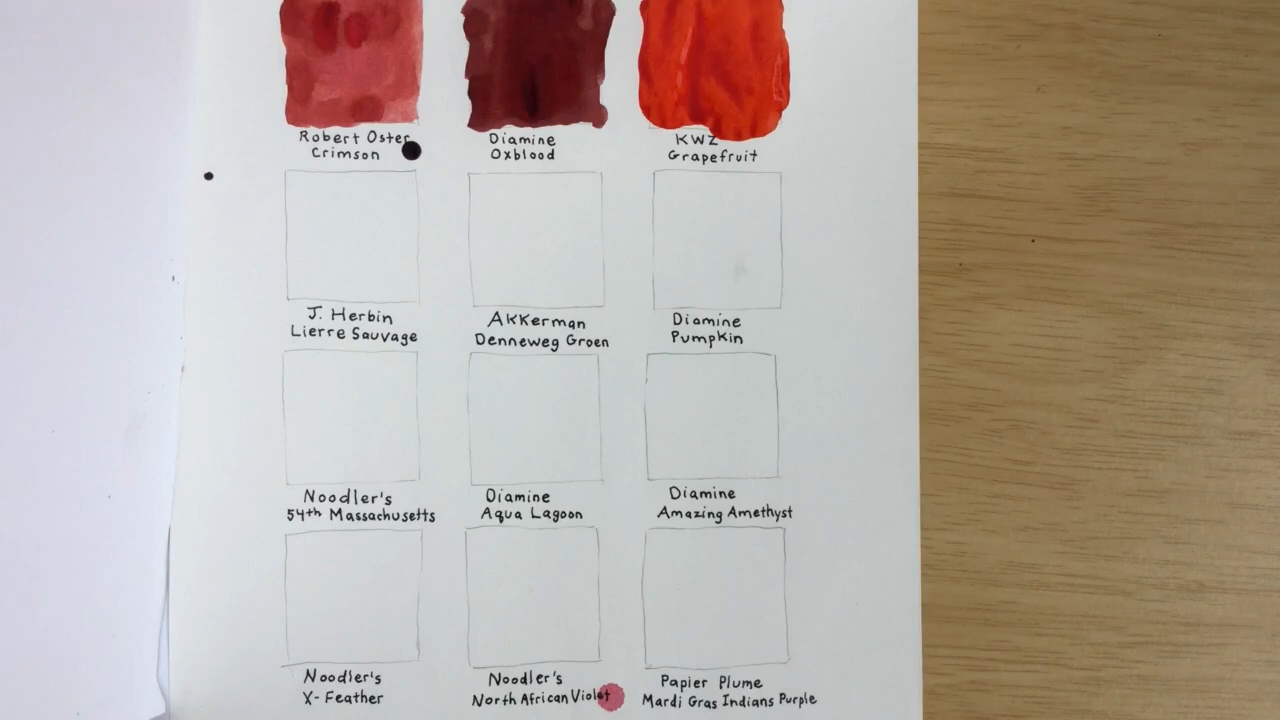 Robert Oster
Crimson
Diamine
Oxblood
KWZ
Grapefruit
J. Herbin
Lierre Sauvage
Akkerman
Denneweg Groen
Diamine
Pumpkin
Noodler's
54th Massachusetts
Diamine
Aqua Lagoon
Diamine
Amazing Amethyst
Noodler's
X-Feather
Noodler's
North African Violet
Papier Plume
Mardi Gras Indians Purple